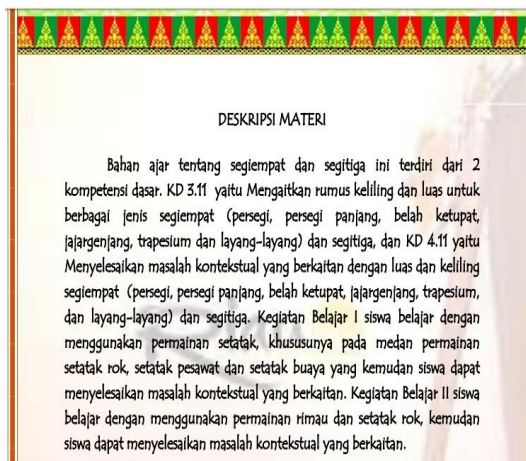 DESKRIPSI MATERI
Bahan ajar tentang segiempat dan segitiga ini terdiri dari 2
kompetensi dasar. KD 3.11 yaitu Mengaitkan rumus keliling dan luas untuk
berbagai jenis segiempat (persegi, persegi panjang, belah ketupat,
jajargenjang, trapesium dan layang-layang) dan segitiga, dan KD 4.11 yaitu
Menyelesaikan masalah kontekstual yang berkaitan dengan luas dan keliling
segiempat (persegi, persegi panjang, belah ketupat, jajargenjang, trapesium,
dan layang-layang) dan segitiga. Kegiatan Belajar I siswa belajar dengan
menggunakan permainan setatak, khususunya pada medan permainan
setatak rok, setatak pesawat dan setatak buaya yang kemudan siswa dapat
menyelesaikan masalah kontekstual yang berkaitan. Kegiatan Belajar II siswa
belajar dengan menggunakan permainan rimau dan setatak rok, kemudan
siswa dapat menyelesaikan masalah kontekstual yang berkaitan.